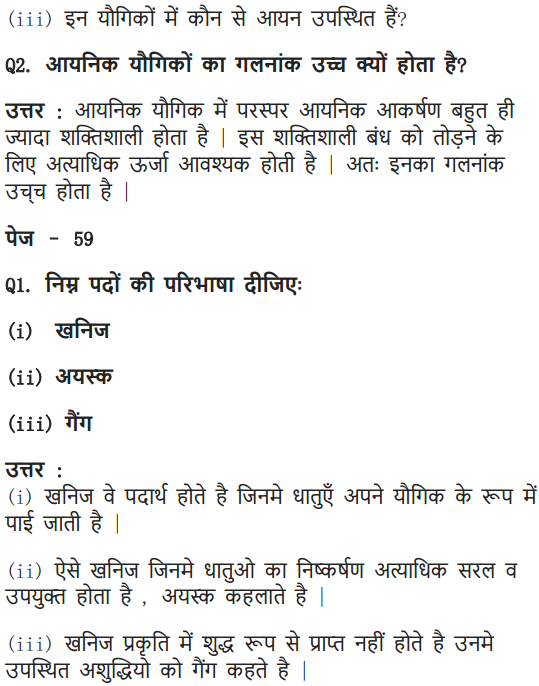 (iii) इन यौगिकों में कौन से आयन उपस्थित हैं?
Q2. आयनिक यौगिकों का गलनांक उच्च क्यों होता है?
उत्तर : आयनिक यौगिक में परस्पर आयनिक आकर्षण बहुत ही
ज्यादा शक्तिशाली होता है | इस शक्तिशाली बंध को तोड़ने के
लिए अत्याधिक ऊर्जा आवश्यक होती है | अतः इनका गलनांक
उच्च होता है |
पेज - 59
Q1. निम्न पदों की परिभाषा दीजिएः
(i) खनिज
(ii) अयस्क
(iii) गैंग
उत्तर :
(i) खनिज वे पदार्थ होते है जिनमे धातुएँ अपने यौगिक के रूप में
पाई जाती है |
(ii) ऐसे खनिज जिनमे धातुओ का निष्कर्षण अत्याधिक सरल व
उपयुक्त होता है , अयस्क कहलाते है |
(iii) खनिज प्रकृति में शुद्ध रूप से प्राप्त नहीं होते है उनमे
उपस्थित अशुद्धियो को गैंग कहते है |